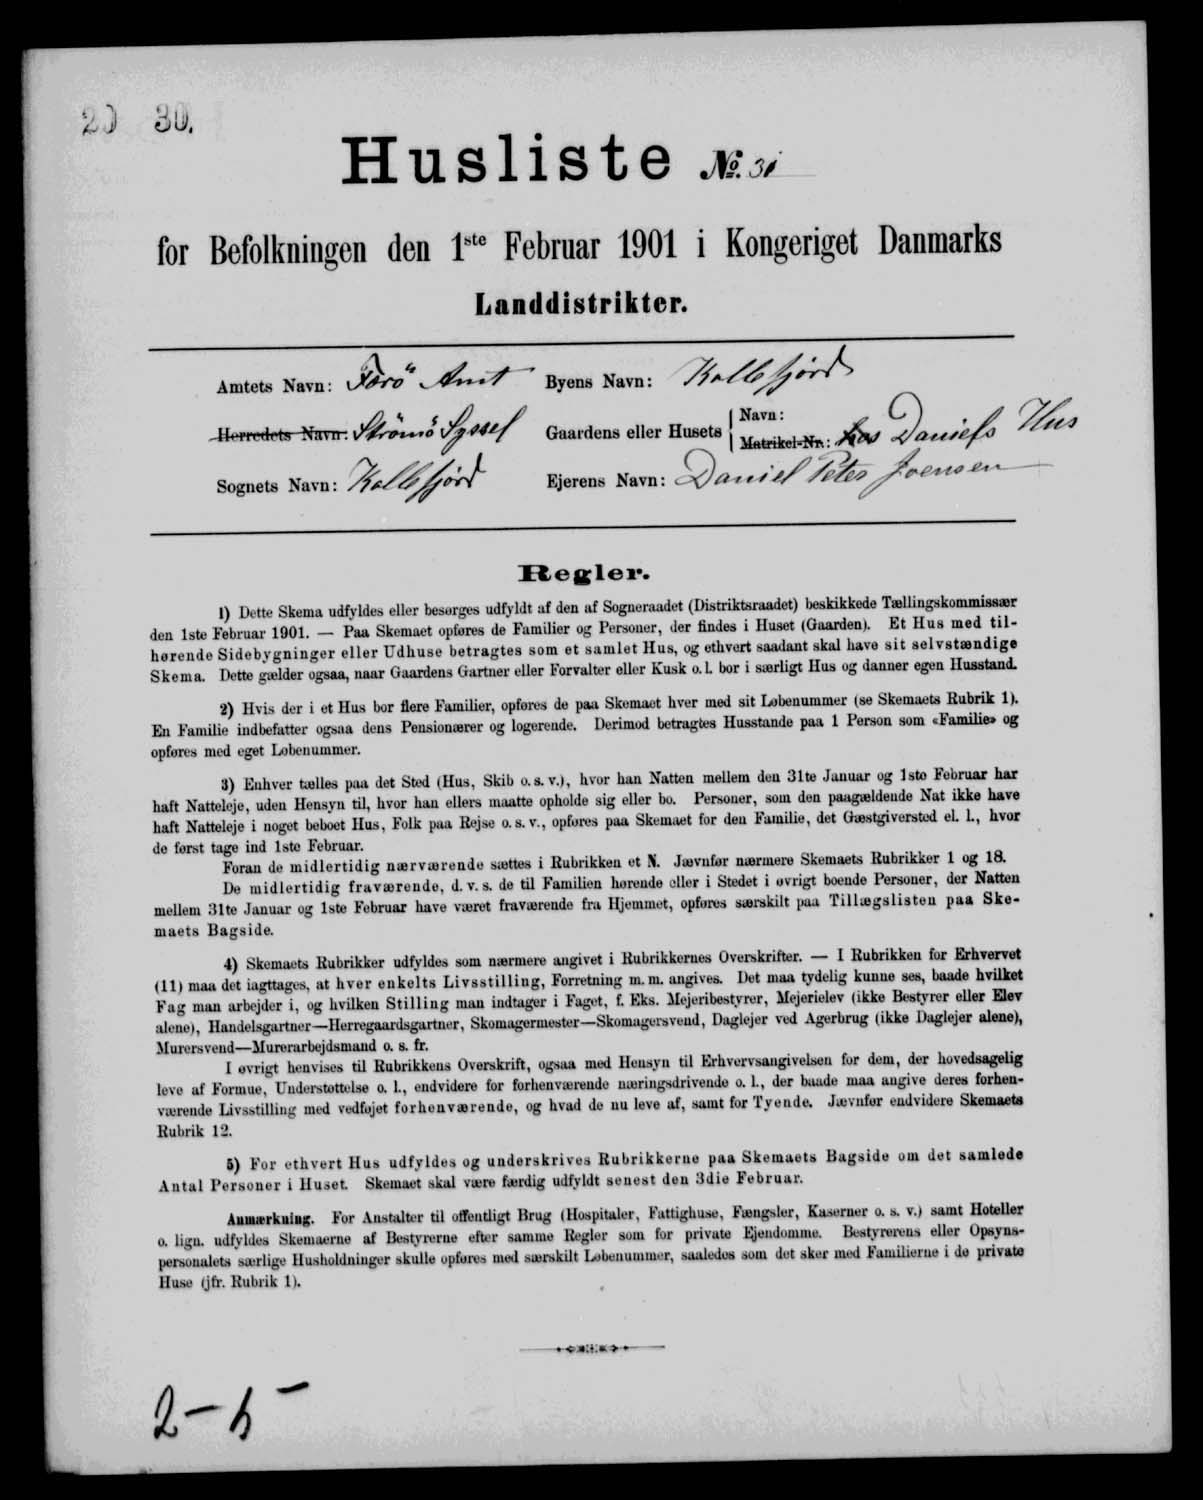 20 30.
Husliste No. 31
for Befolkningen den 1ste Februar 1901 i Kongeriget Danmarks
Landdistrikter.
Amtets Navn: Færö Amt Byens Navn: Kollefjørd
Herredets Navn: Strömö Syssel Gaardens eller Husets Navn:
Matrikel-Nr.: hos Daniels Hus
Sognets Navn: Kollefjørd Ejerens Navn: Daniel Peter Joensen
Regler.
1) Dette Skema udfyldes eller besørges udfyldt af den af Sogneraadet (Distriktsraadet) beskikkede Tællingskommissær
den 1ste Februar 1901. — Paa Skemaet opføres de Familier og Personer, der findes i Huset (Gaarden). Et Hus med til-
hørende Sidebygninger eller Udhuse betragtes som et samlet Hus, og ethvert saadant skal have sit selvstændige
Skema. Dette gælder ogsaa, naar Gaardens Gartner eller Forvalter eller Kusk o. l. bor i særligt Hus og danner egen Husstand.
2) Hvis der i et Hus bor flere Familier, opføres de paa Skemaet hver med sit Løbenummer (se Skemaets Rubrik 1).
En Familie indbefatter ogsaa dens Pensionærer og logerende. Derimod betragtes Husstande paa 1 Person som «Familie» og
opføres med eget Løbenummer.
3) Enhver tælles paa det Sted (Hus, Skib o. s. v.), hvor han Natten mellem den 31te Januar og 1ste Februar har
haft Natteleje, uden Hensyn til, hvor han ellers maatte opholde sig eller bo. Personer, som den paagældende Nat ikke have
haft Natteleje i noget beboet Hus, Folk paa Rejse o. s. v., opføres paa Skemaet for den Familie, det Gæstgiversted el. l., hvor
de først tage ind 1ste Februar.
Foran de midlertidig nærværende sættes i Rubrikken et N. Jævnfør nærmere Skemaets Rubrikker 1 og 18.
De midlertidig fraværende, d. v. s. de til Familien hørende eller i Stedet i øvrigt boende Personer, der Natten
mellem 31te Januar og 1ste Februar have været fraværende fra Hjemmet, opføres særskilt paa Tillægslisten paa Ske-
maets Bagside.
4) Skemaets Rubrikker udfyldes som nærmere angivet i Rubrikkernes Overskrifter. — I Rubrikken for Erhvervet
(11) maa det iagttages, at hver enkelts Livsstilling, Forretning m. m. angives. Det maa tydelig kunne ses, baade hvilket
Fag man arbejder i, og hvilken Stilling man indtager i Faget, f. Eks. Mejeribestyrer, Mejerielev (ikke Bestyrer eller Elev
alene), Handelsgartner—Herregaardsgartner, Skomagermester—Skomagersvend, Daglejer ved Agerbrug (ikke Daglejer alene),
Murersvend—Murerarbejdsmand o. s. fr.
I øvrigt henvises til Rubrikkens Overskrift, ogsaa med Hensyn til Erhvervsangivelsen for dem, der hovedsagelig
leve af Formue, Understøttelse o. l., endvidere for forhenværende næringsdrivende o. l., der baade maa angive deres forhen-
værende Livsstilling med vedføjet forhenværende, og hvad de nu leve af, samt for Tyende. Jævnfør endvidere Skemaets
Rubrik 12.
5) For ethvert Hus udfyldes og underskrives Rubrikkerne paa Skemaets Bagside om det samlede
Antal Personer i Huset. Skemaet skal være færdig udfyldt senest den 3die Februar.
Anmærkning. For Anstalter til offentligt Brug (Hospitaler, Fattighuse, Fængsler, Kaserner o. s. v.) samt Hoteller
o. lign. udfyldes Skemaerne af Bestyrerne efter samme Regler som for private Ejendomme. Bestyrerens eller Opsyns-
personalets særlige Husholdninger skulle opføres med særskilt Løbenummer, saaledes som det sker med Familierne i de private
Huse (jfr. Rubrik 1).
2–5